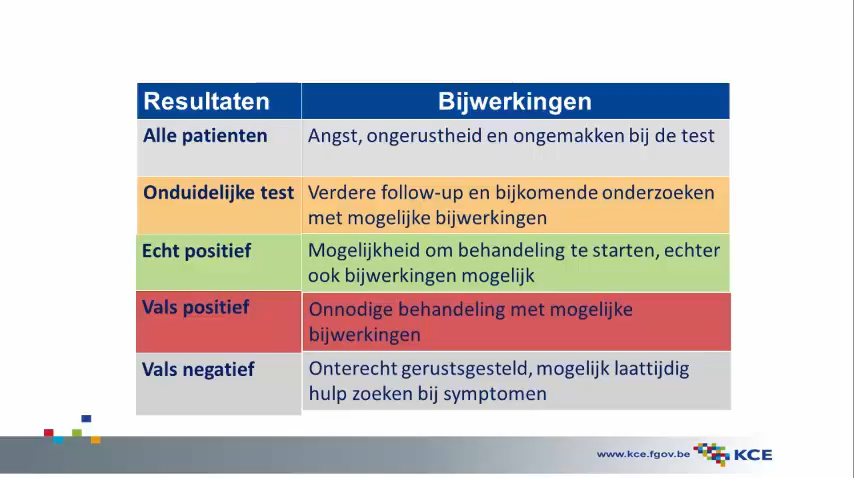 Resultaten Bijwerkingen
Alle patienten Angst, ongerustheid en ongemakken bij de test
Onduidelijke test Verdere follow-up en bijkomende onderzoeken
met mogelijke bijwerkingen
Echt positief Mogelijkheid om behandeling te starten, echter
ook bijwerkingen mogelijk
Vals positief Onnodige behandeling met mogelijke
bijwerkingen
Vals negatief Onterecht gerustsgesteld, mogelijk laattijdig
hulp zoeken bij symptomen
www.kce.fgov.be KCE